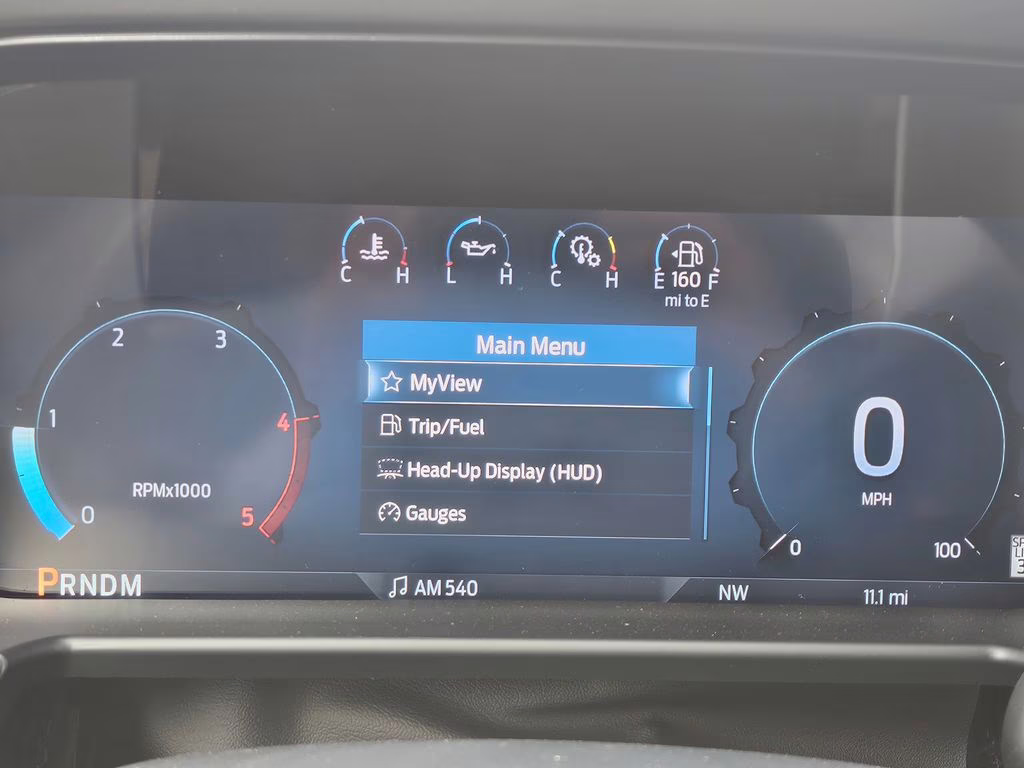 C H
L H
C H
E 160 F
mi to E
Main Menu
MyView
Trip/Fuel
Head-Up Display (HUD)
Gauges
0
1
2
3
4
5
RPMx1000
0
MPH
0
100
PRNDM
AM 540
NW
11.1 mi